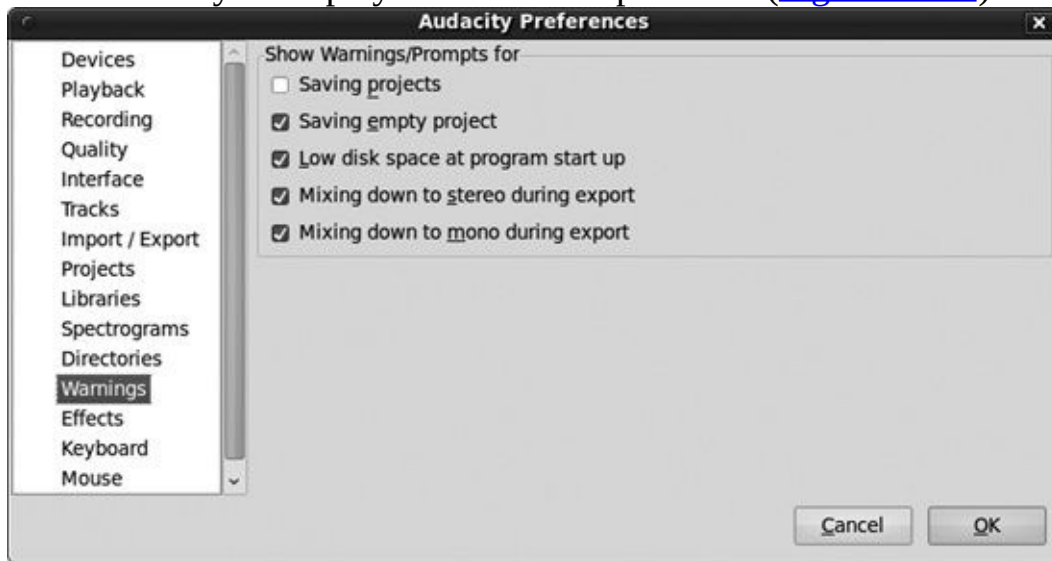 Audacity Preferences
Devices
Playback
Recording
Quality
Interface
Tracks
Import / Export
Projects
Libraries
Spectrograms
Directories
Warnings
Effects
Keyboard
Mouse
Show Warnings/Prompts for
Saving projects
Saving empty project
Low disk space at program start up
Mixing down to stereo during export
Mixing down to mono during export
Cancel
OK